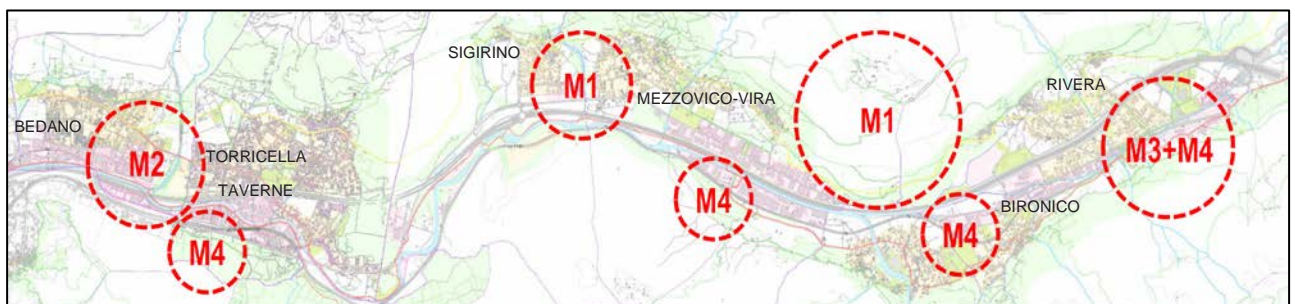 SIGIRINO
M1
MEZZOVICO-VIRA
M1
RIVERA
BEDANO
M2
TORRICELLA
TAVERNE
M3+M4
M4
M4
BIRONICO
M4